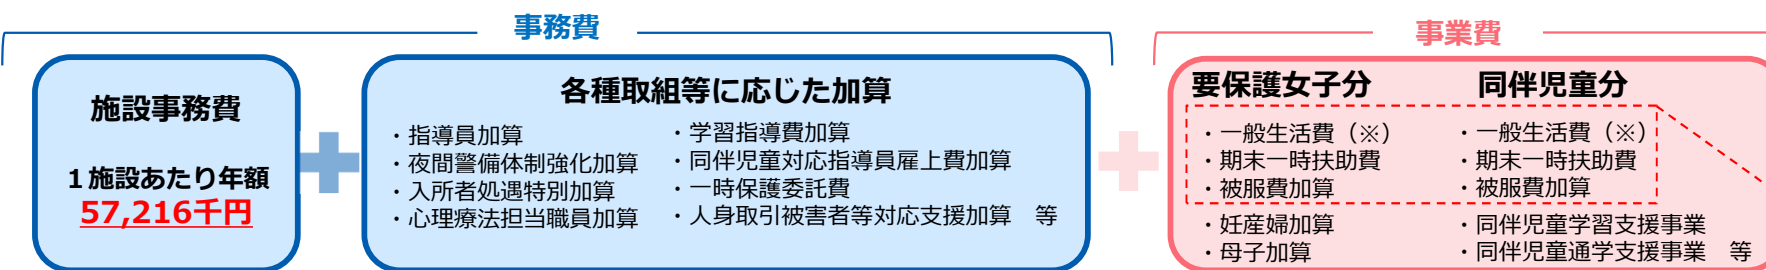 事務費
施設事務費
1施設あたり年額
57,216千円
各種取組等に応じた加算
・指導員加算
・夜間警備体制強化加算
・入所者処遇特別加算
・心理療法担当職員加算
・学習指導費加算
・同伴児童対応指導員雇上費加算
・一時保護委託費
・人身取引被害者等対応支援加算 等
事業費
要保護女子分
・一般生活費(※)
・期末一時扶助費
・被服費加算
・妊産婦加算
・母子加算
同伴児童分
・一般生活費(※)
・期末一時扶助費
・被服費加算
・同伴児童学習支援事業
・同伴児童通学支援事業 等